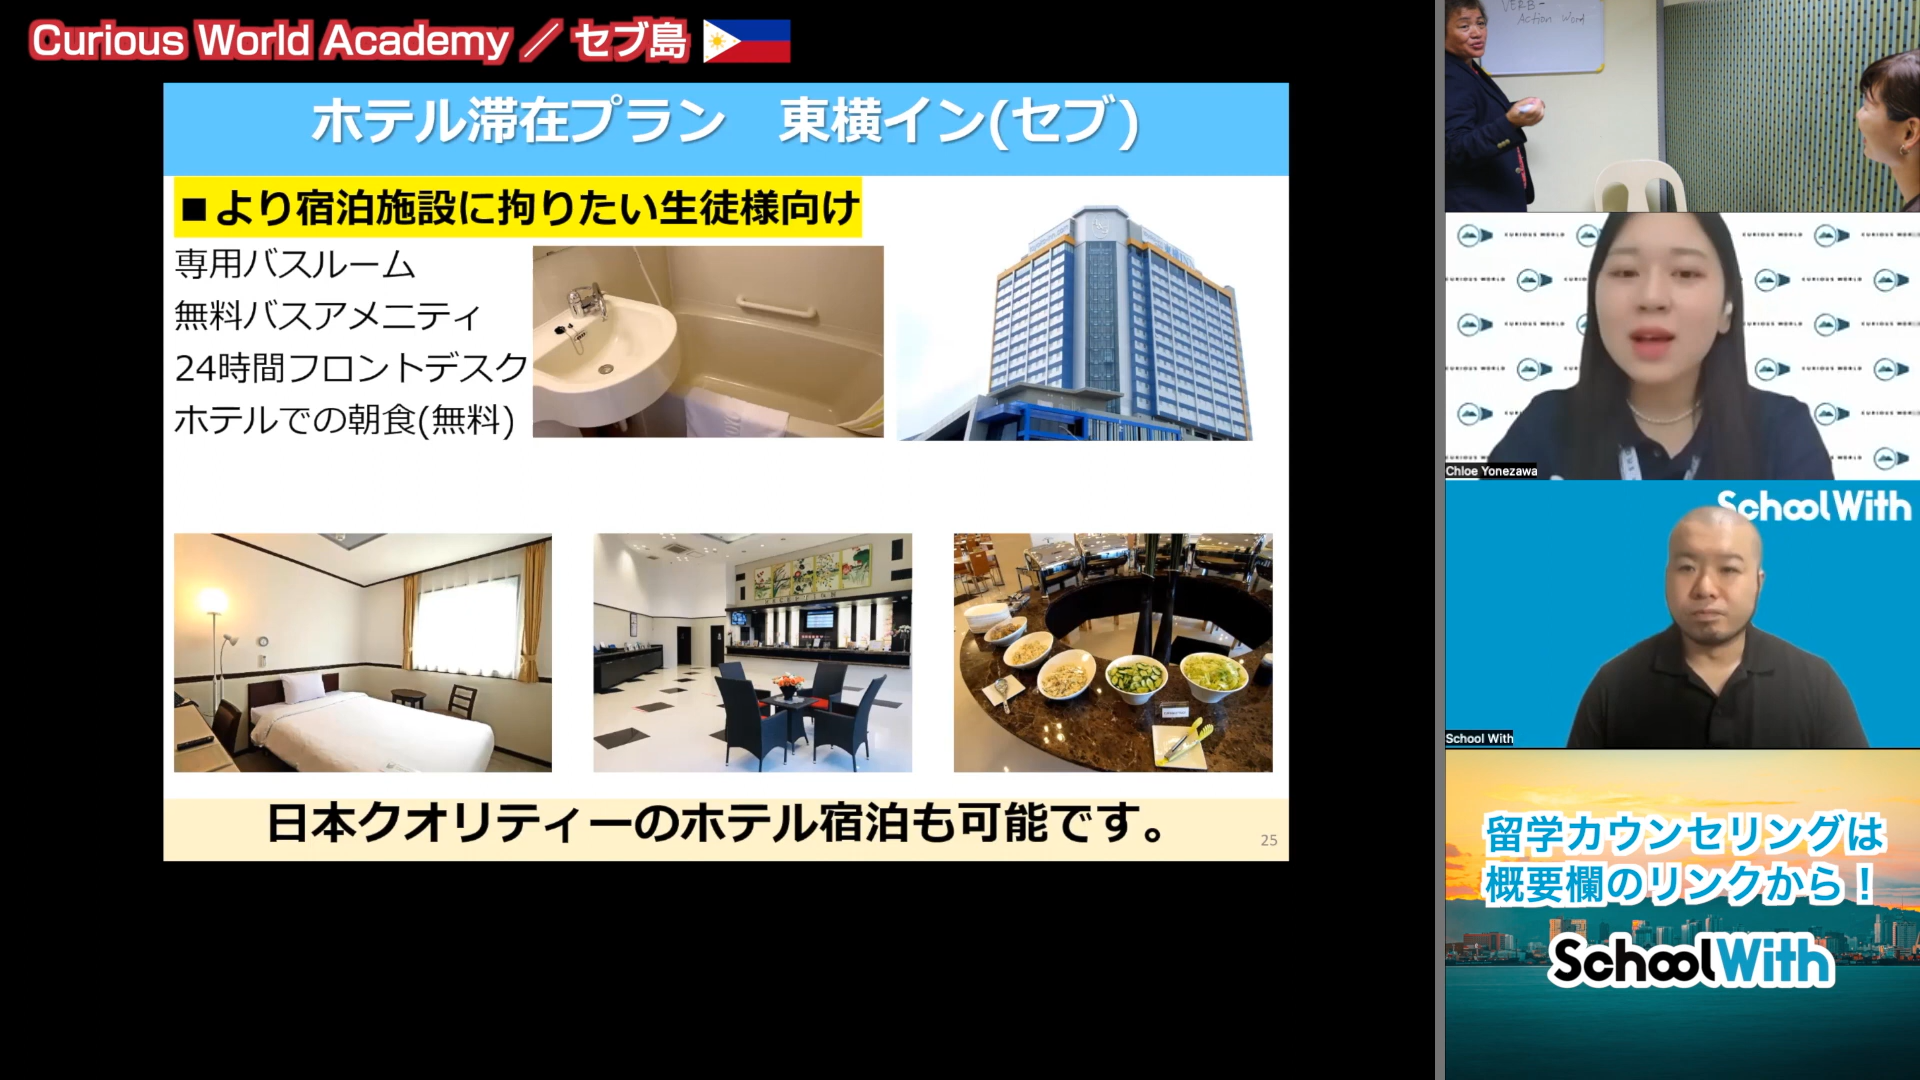 Curious World Academy ／ セブ島
ホテル滞在プラン　東横イン(セブ)
■より宿泊施設に拘りたい生徒様向け
専用バスルーム
無料バスアメニティ
24時間フロントデスク
ホテルでの朝食(無料)
日本クオリティーのホテル宿泊も可能です。
25
VERB-
Action Word
CURIOUS WORLD
Chloe Yonezawa
SchoolWith
School With
留学カウンセリングは
概要欄のリンクから！
SchoolWith